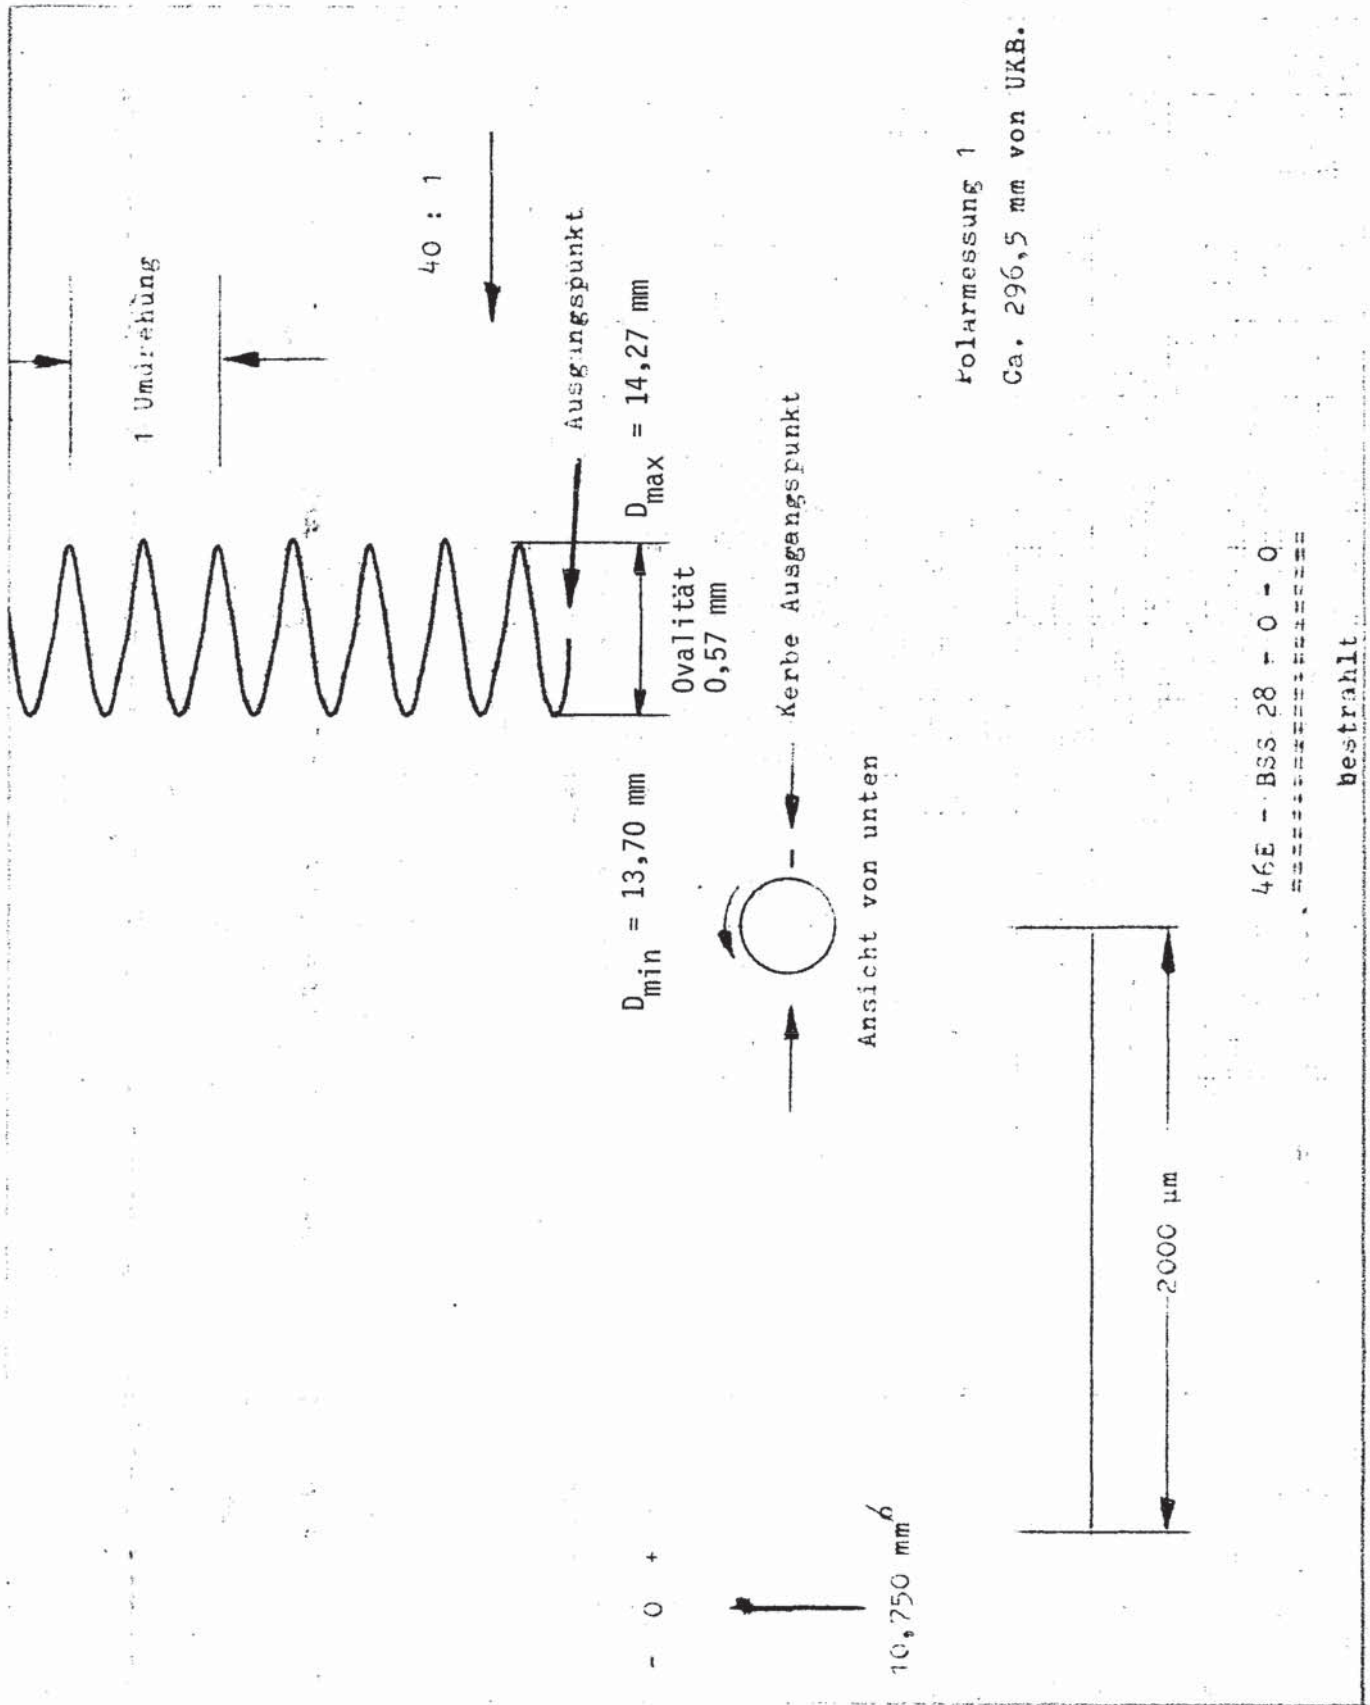 1 Umdrehung
40 : 1
Ausgangspunkt
D max = 14,27 mm
Ovalität
0,57 mm
D min = 13,70 mm
Kerbe Ausgangspunkt
Ansicht von unten
- 0 +
10,750 mm
Polarmessung 1
Ca. 296,5 mm von UKB.
2000 µm
46E - BSS 28 - 0 - 0
====================
bestrahlt